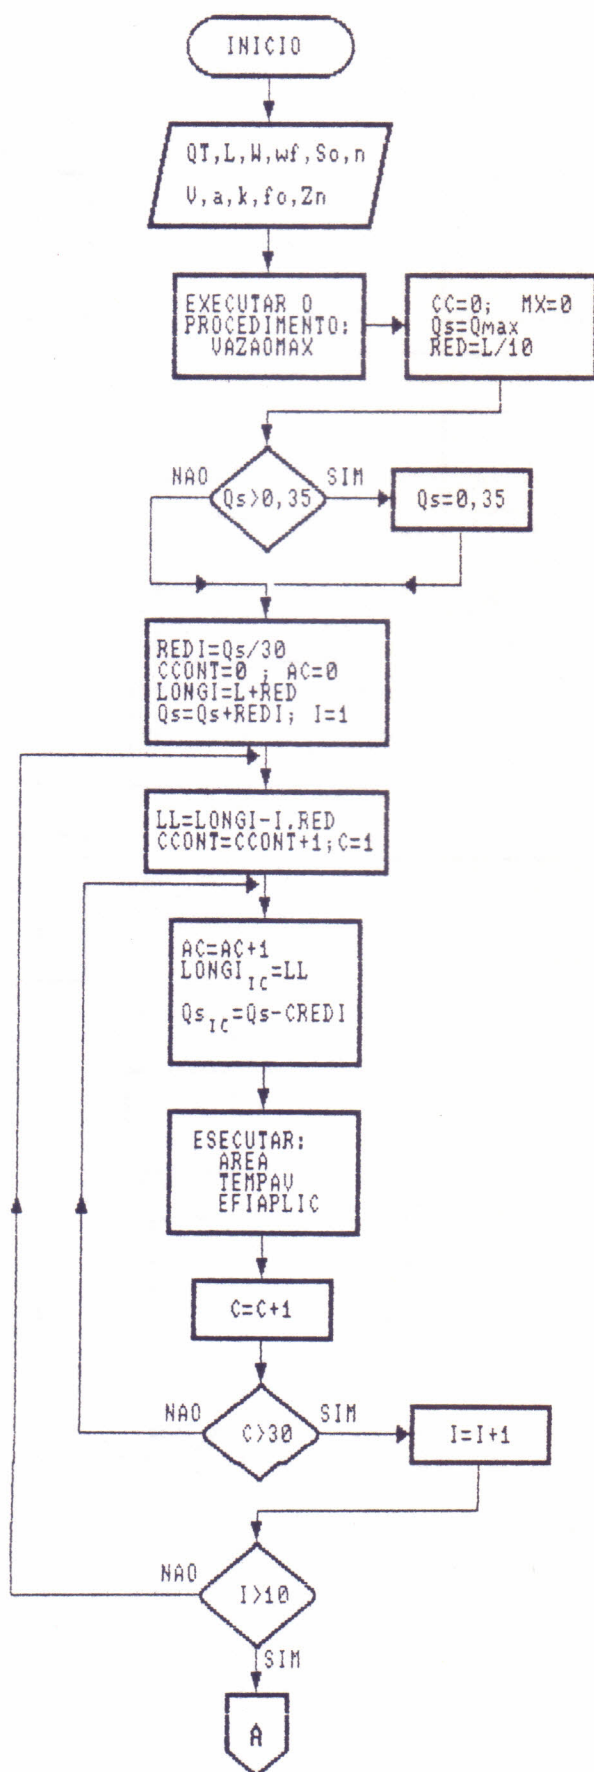 INICIO
QT,L,W,wf,So,n
V,a,k,fo,Zn
EXECUTAR O
PROCEDIMENTO:
VAZAOMAX
CC=0; MX=0
Qs=Qmax
RED=L/10
NAO
Qs>0,35
SIM
Qs=0,35
REDI=Qs/30
CCONT=0 ; AC=0
LONGI=L+RED
Qs=Qs+REDI; I=1
LL=LONGI-I.RED
CCONT=CCONT+1;C=1
AC=AC+1
LONGI_IC=LL
Qs_IC=Qs-CREDI
ESECUTAR:
AREA
TEMPAV
EFIAPLIC
C=C+1
NAO
C>30
SIM
I=I+1
NAO
I>10
SIM
A